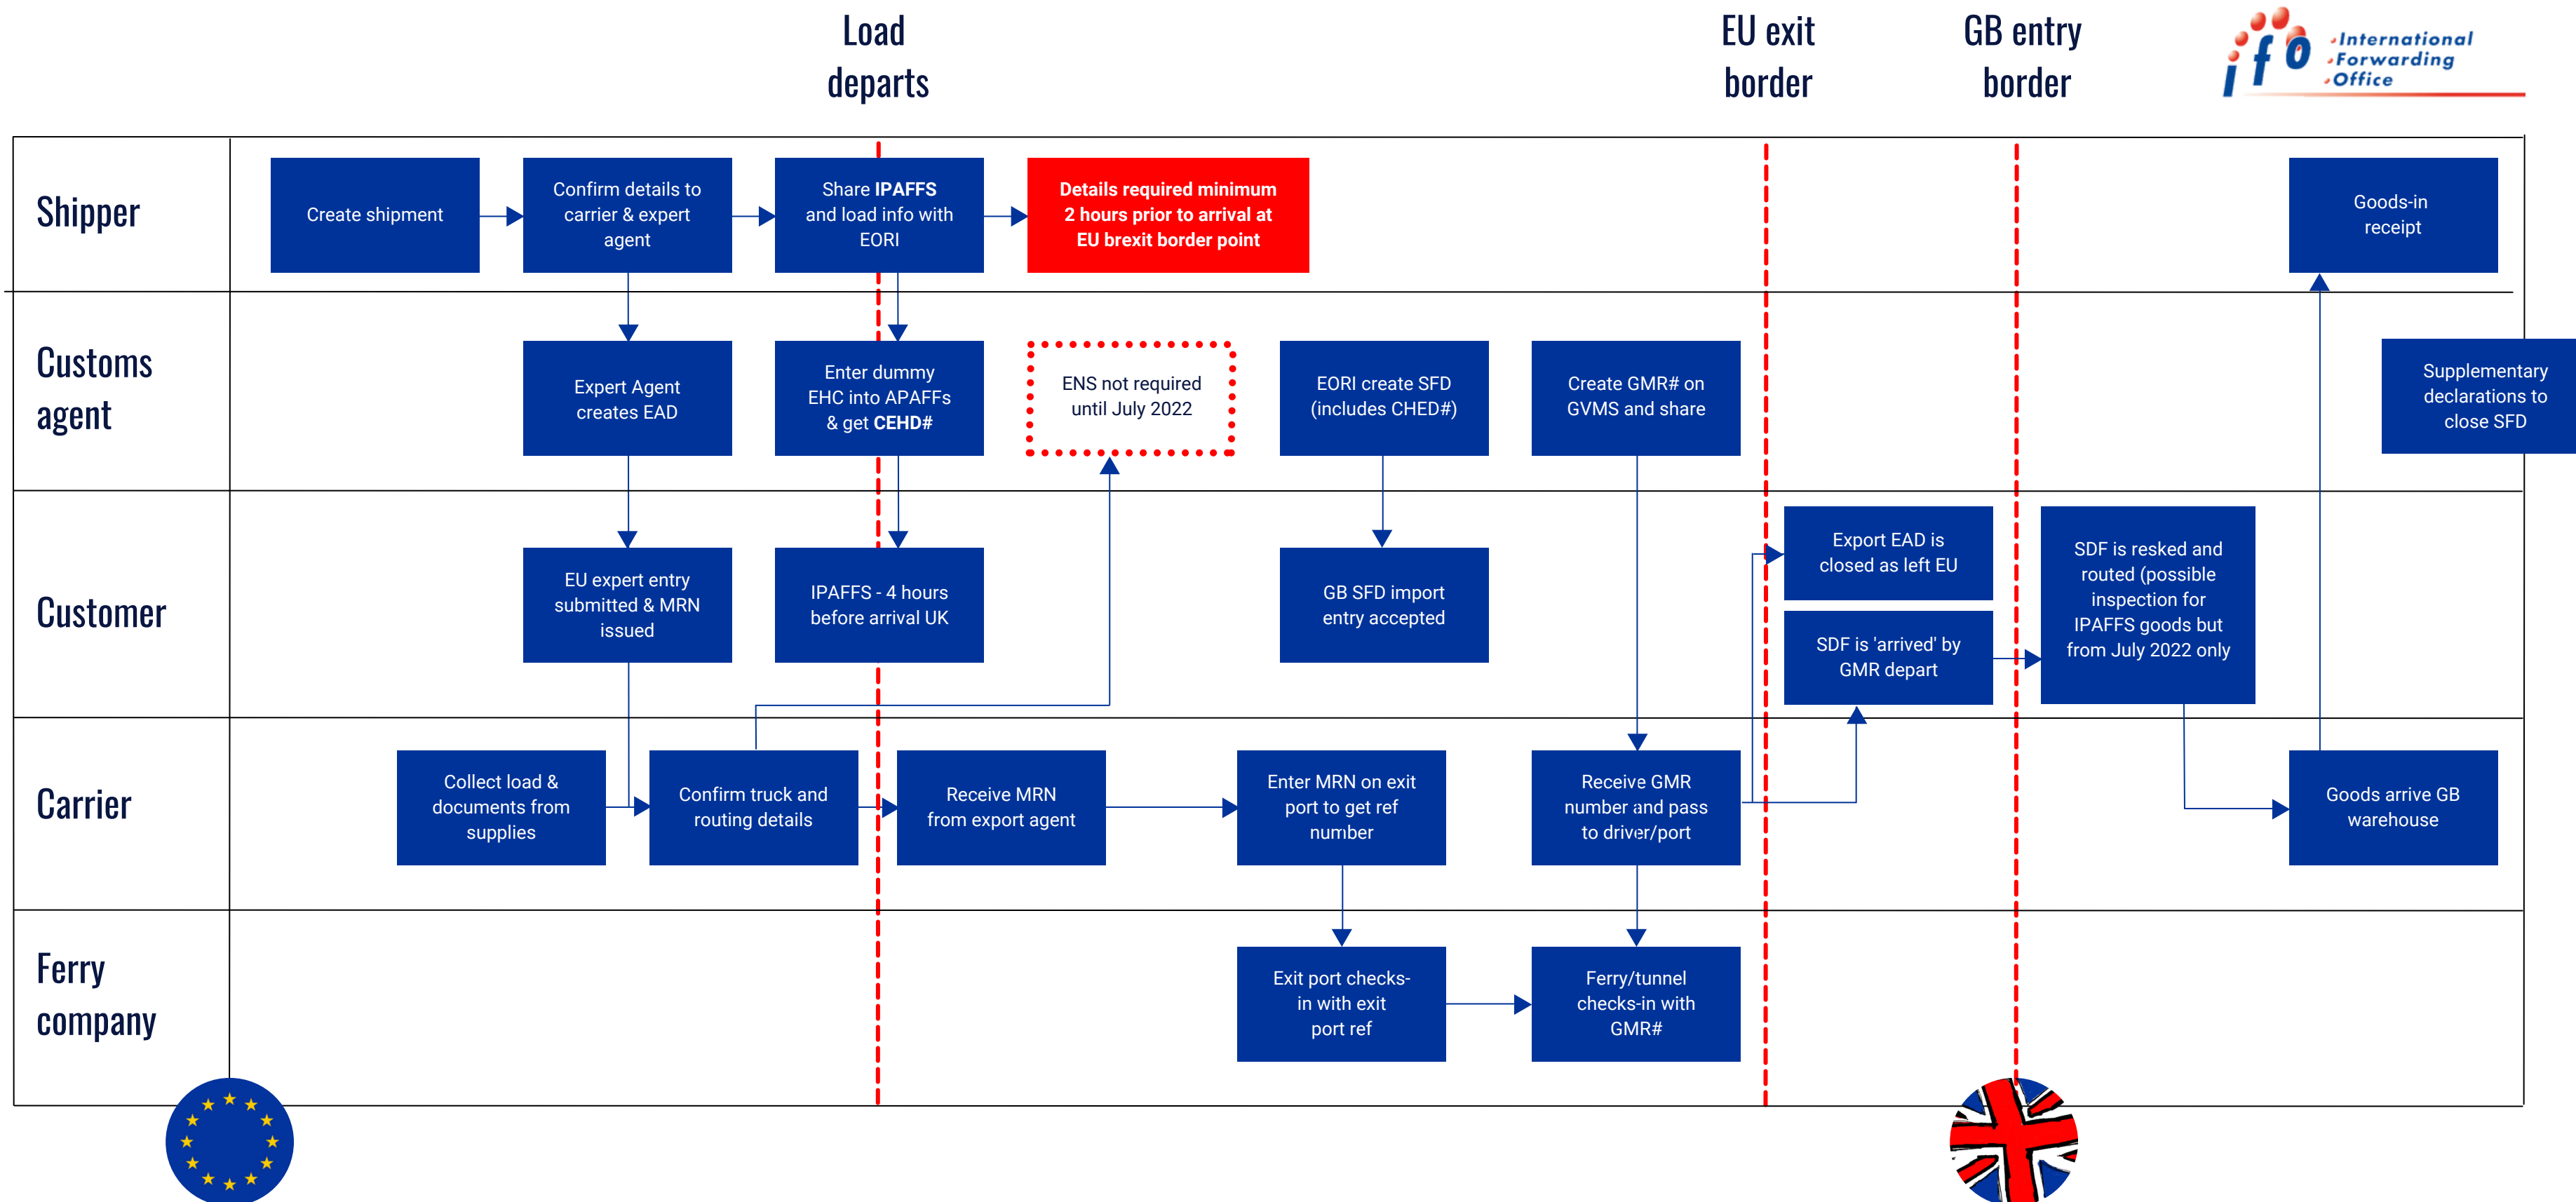 Load
departs
EU exit
border
GB entry
border
ifo
International
Forwarding
Office
Shipper
Create shipment
Confirm details to
carrier & expert
agent
Share IPAFFS
and load info with
EORI
Details required minimum
2 hours prior to arrival at
EU brexit border point
Goods-in
receipt
Customs
agent
Expert Agent
creates EAD
Enter dummy
EHC into APAFFs
& get CEHD#
ENS not required
until July 2022
EORI create SFD
(includes CHED#)
Create GMR# on
GVMS and share
Supplementary
declarations to
close SFD
Customer
EU expert entry
submitted & MRN
issued
IPAFFS - 4 hours
before arrival UK
GB SFD import
entry accepted
Export EAD is
closed as left EU
SDF is 'arrived' by
GMR depart
SDF is resked and
routed (possible
inspection for
IPAFFS goods but
from July 2022 only
Carrier
Collect load &
documents from
supplies
Confirm truck and
routing details
Receive MRN
from export agent
Enter MRN on exit
port to get ref
number
Receive GMR
number and pass
to driver/port
Goods arrive GB
warehouse
Ferry
company
Exit port checks-
in with exit
port ref
Ferry/tunnel
checks-in with
GMR#